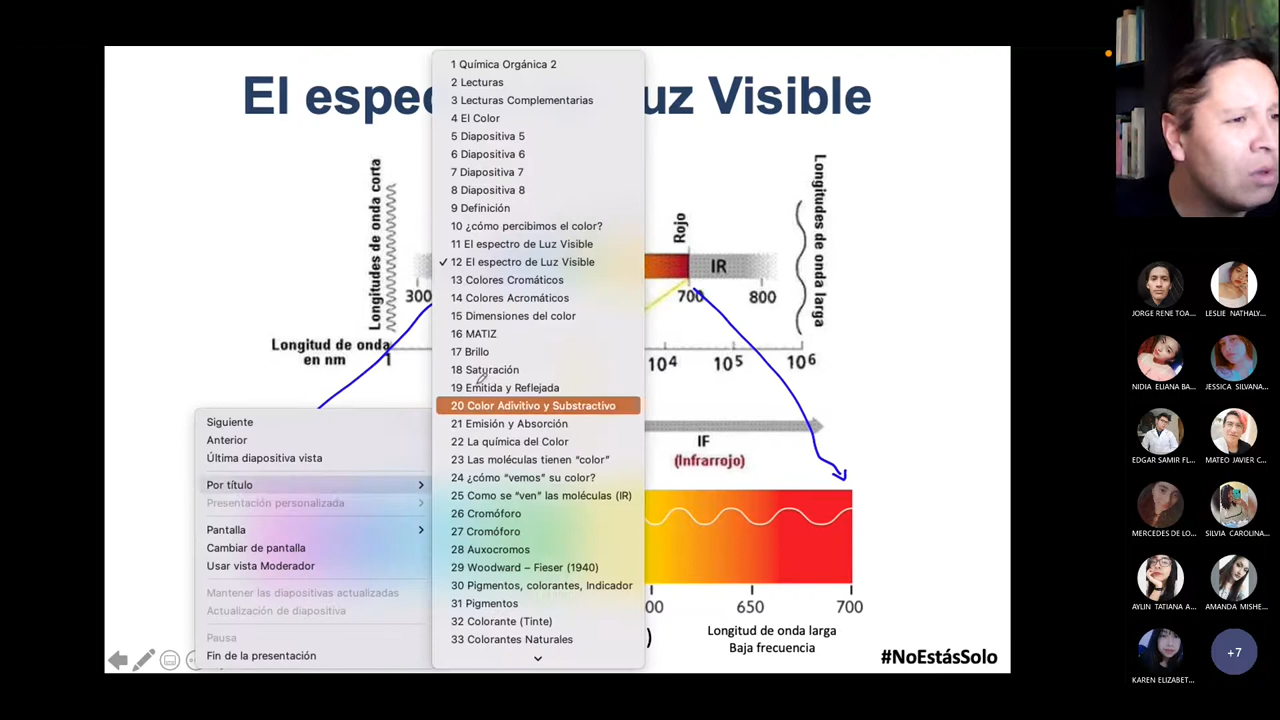 El espec
uz Visible
Longitudes de onda corta
Rojo
Longitudes de onda larga
IR
300
700
800
Longitud de onda
en nm
1
10⁴
10⁵
10⁶
IF
(Infrarrojo)
00
650
700
)
Longitud de onda larga
Baja frecuencia
#NoEstásSolo
Siguiente
Anterior
Última diapositiva vista
Por título
Presentación personalizada
Pantalla
Cambiar de pantalla
Usar vista Moderador
Mantener las diapositivas actualizadas
Actualización de diapositiva
Pausa
Fin de la presentación
1 Química Orgánica 2
2 Lecturas
3 Lecturas Complementarias
4 El Color
5 Diapositiva 5
6 Diapositiva 6
7 Diapositiva 7
8 Diapositiva 8
9 Definición
10 ¿cómo percibimos el color?
11 El espectro de Luz Visible
✓ 12 El espectro de Luz Visible
13 Colores Cromáticos
14 Colores Acromáticos
15 Dimensiones del color
16 MATIZ
17 Brillo
18 Saturación
19 Emitida y Reflejada
20 Color Adivitivo y Substractivo
21 Emisión y Absorción
22 La química del Color
23 Las moléculas tienen “color”
24 ¿cómo “vemos” su color?
25 Como se “ven” las moléculas (IR)
26 Cromóforo
27 Cromóforo
28 Auxocromos
29 Woodward – Fieser (1940)
30 Pigmentos, colorantes, Indicador
31 Pigmentos
32 Colorante (Tinte)
33 Colorantes Naturales
JORGE RENE TOA...
LESLIE NATHALY...
NIDIA ELIANA BA...
JESSICA SILVANA...
EDGAR SAMIR FL...
MATEO JAVIER C...
MERCEDES DE LO...
SILVIA CAROLINA...
AYLIN TATIANA A...
AMANDA MISHE...
KAREN ELIZABET...
+7